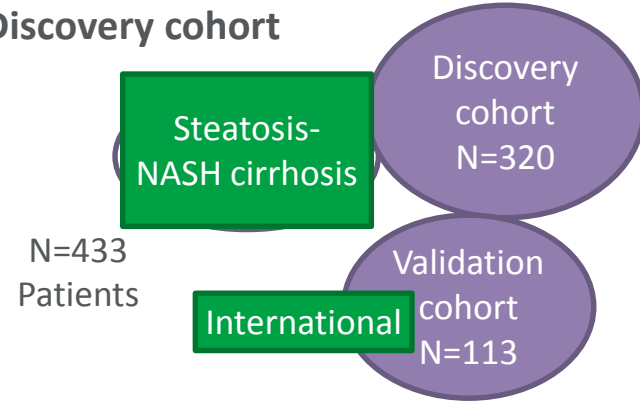 Discovery cohort
Steatosis-
NASH cirrhosis
Discovery
cohort
N=320
N=433
Patients
International
Validation
cohort
N=113